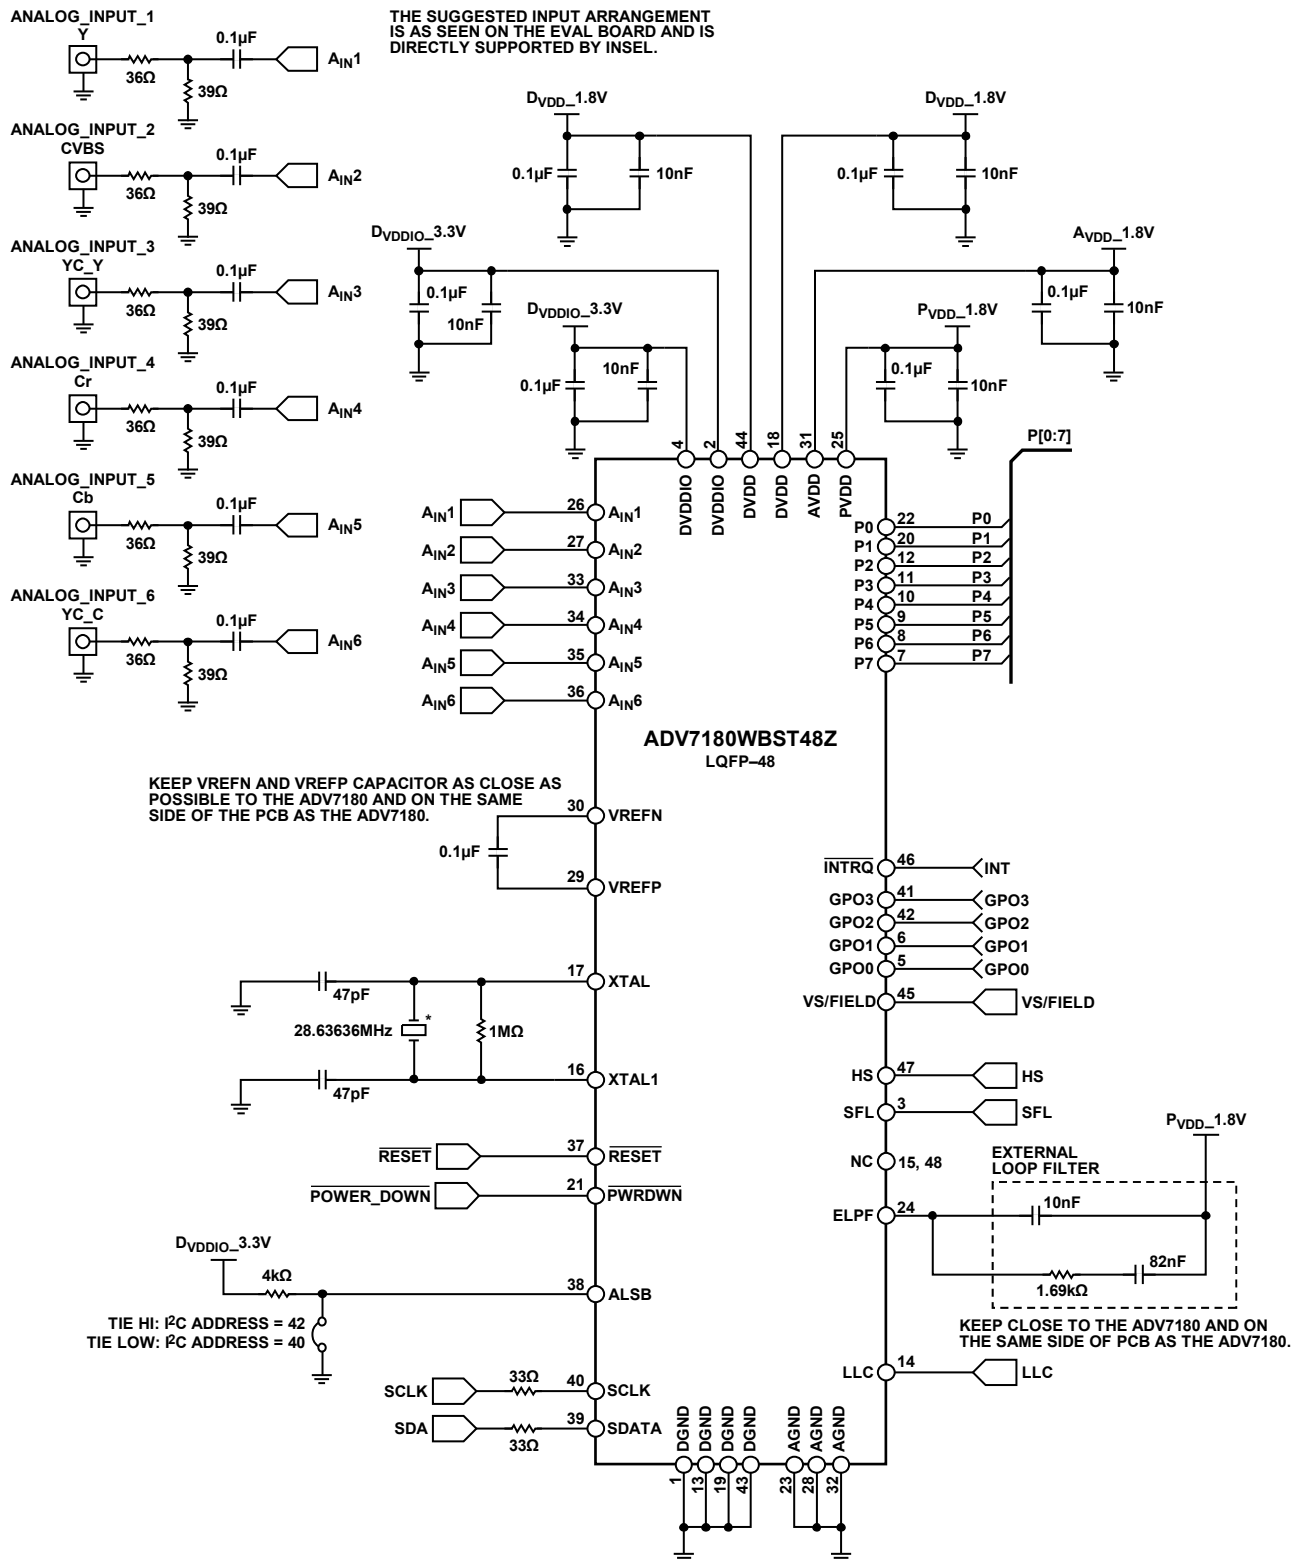 ANALOG_INPUT_1
Y
0.1µF
36Ω
39Ω
AIN1
THE SUGGESTED INPUT ARRANGEMENT
IS AS SEEN ON THE EVAL BOARD AND IS
DIRECTLY SUPPORTED BY INSEL.
ANALOG_INPUT_2
CVBS
0.1µF
36Ω
39Ω
AIN2
ANALOG_INPUT_3
YC_Y
0.1µF
36Ω
39Ω
AIN3
ANALOG_INPUT_4
Cr
0.1µF
36Ω
39Ω
AIN4
ANALOG_INPUT_5
Cb
0.1µF
36Ω
39Ω
AIN5
ANALOG_INPUT_6
YC_C
0.1µF
36Ω
39Ω
AIN6
DVDD_1.8V
0.1µF
10nF
DVDD_1.8V
0.1µF
10nF
DVDDIO_3.3V
0.1µF
10nF
DVDDIO_3.3V
0.1µF
10nF
AVDD_1.8V
0.1µF
10nF
PVDD_1.8V
0.1µF
10nF
4
2
44
18
31
25
DVDDIO
DVDDIO
DVDD
DVDD
AVDD
PVDD
P[0:7]
AIN1 26 AIN1
AIN2 27 AIN2
AIN3 33 AIN3
AIN4 34 AIN4
AIN5 35 AIN5
AIN6 36 AIN6
P0 22 P0
P1 20 P1
P2 12 P2
P3 11 P3
P4 10 P4
P5 9 P5
P6 8 P6
P7 7 P7
ADV7180WBST48Z
LQFP–48
KEEP VREFN AND VREFP CAPACITOR AS CLOSE AS
POSSIBLE TO THE ADV7180 AND ON THE SAME
SIDE OF THE PCB AS THE ADV7180.
30 VREFN
0.1µF
29 VREFP
INTRQ 46 INT
GPO3 41 GPO3
GPO2 42 GPO2
GPO1 6 GPO1
GPO0 5 GPO0
VS/FIELD 45 VS/FIELD
17 XTAL
47pF
28.63636MHz
*
1MΩ
16 XTAL1
47pF
HS 47 HS
SFL 3 SFL
RESET 37 RESET
POWER_DOWN 21 PWRDWN
NC 15, 48
PVDD_1.8V
EXTERNAL
LOOP FILTER
ELPF 24
10nF
82nF
1.69kΩ
KEEP CLOSE TO THE ADV7180 AND ON
THE SAME SIDE OF PCB AS THE ADV7180.
DVDDIO_3.3V
4kΩ
38 ALSB
TIE HI: I2C ADDRESS = 42
TIE LOW: I2C ADDRESS = 40
LLC 14 LLC
SCLK 33Ω 40 SCLK
SDA 33Ω 39 SDATA
DGND
DGND
DGND
DGND
AGND
AGND
AGND
1
13
19
43
23
28
32